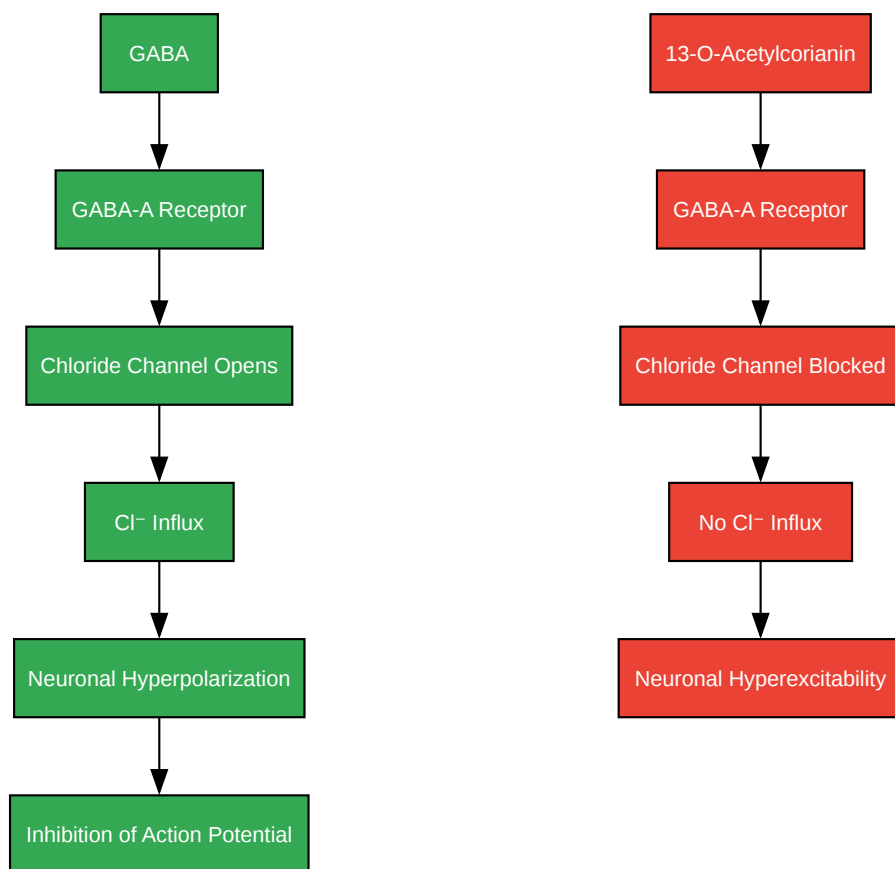 GABA
GABA-A Receptor
Chloride Channel Opens
Cl⁻ Influx
Neuronal Hyperpolarization
Inhibition of Action Potential
13-O-Acetylcorianin
GABA-A Receptor
Chloride Channel Blocked
No Cl⁻ Influx
Neuronal Hyperexcitability